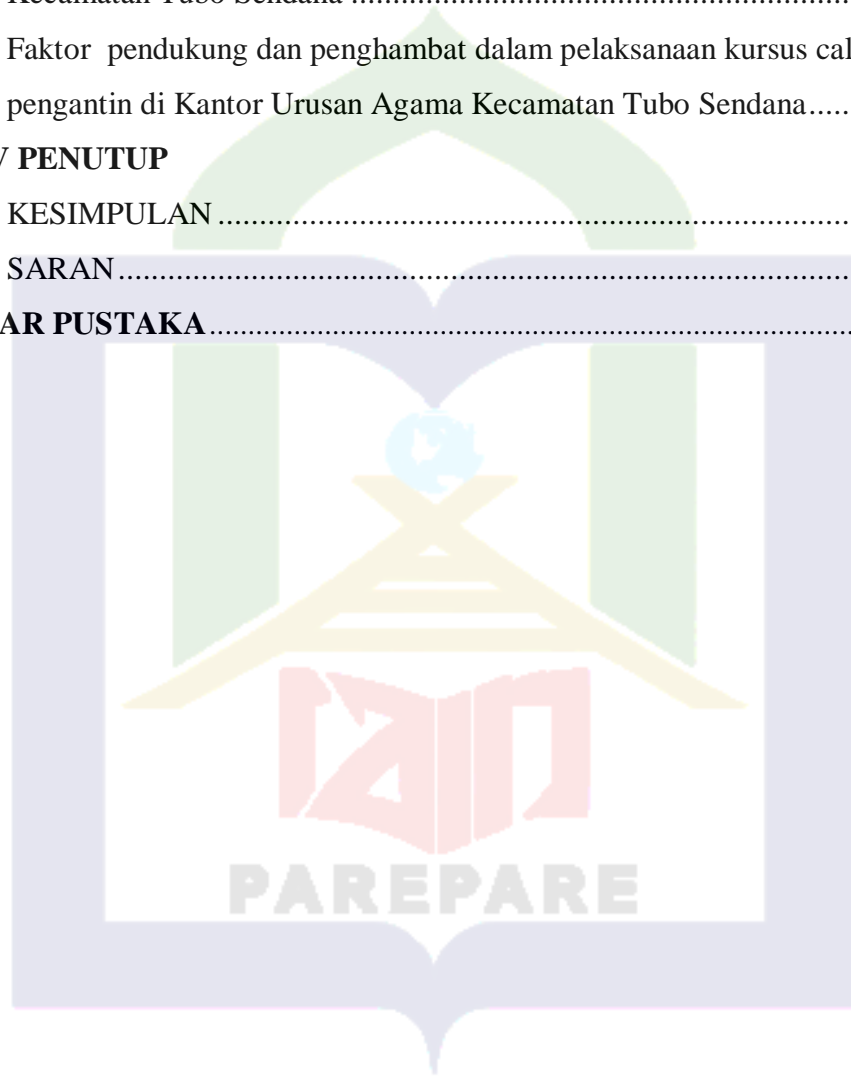 Kecamatan Tubo Sendana ........................................................................
Faktor  pendukung dan penghambat dalam pelaksanaan kursus cal
pengantin di Kantor Urusan Agama Kecamatan Tubo Sendana.....
V PENUTUP
KESIMPULAN ..............................................................................
SARAN..........................................................................................
AR PUSTAKA...............................................................................
IAIN
PAREPARE